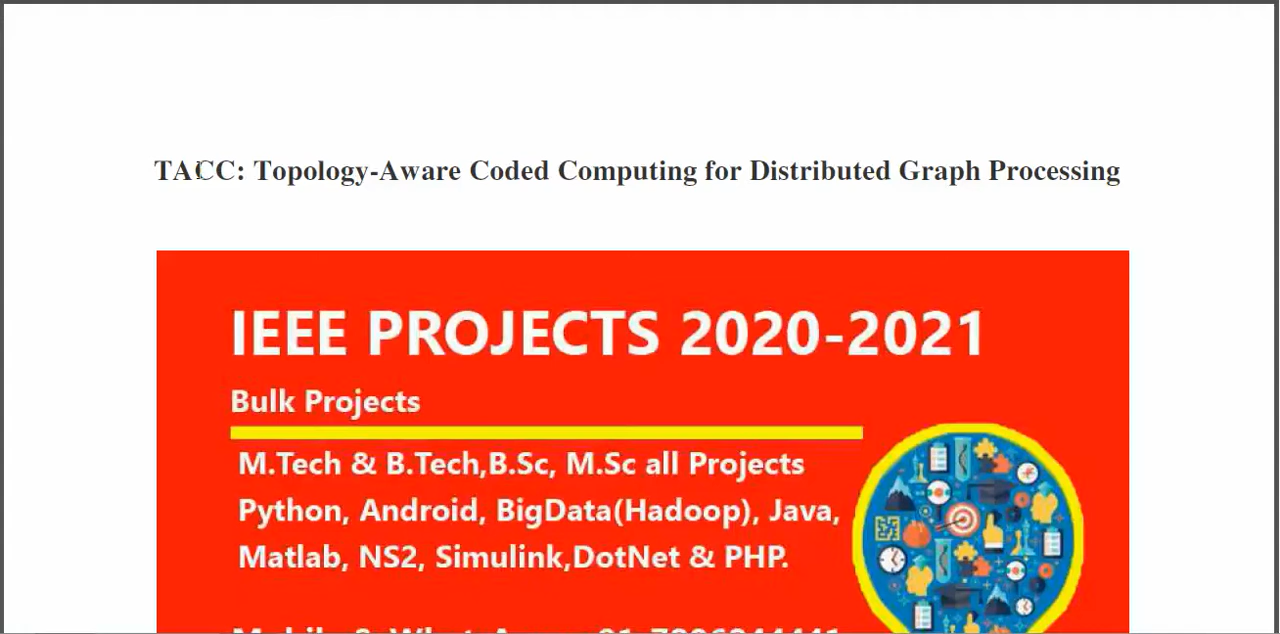 TACC: Topology-Aware Coded Computing for Distributed Graph Processing
IEEE PROJECTS 2020-2021
Bulk Projects
M.Tech & B.Tech,B.Sc, M.Sc all Projects
Python, Android, BigData(Hadoop), Java,
Matlab, NS2, Simulink,DotNet & PHP.